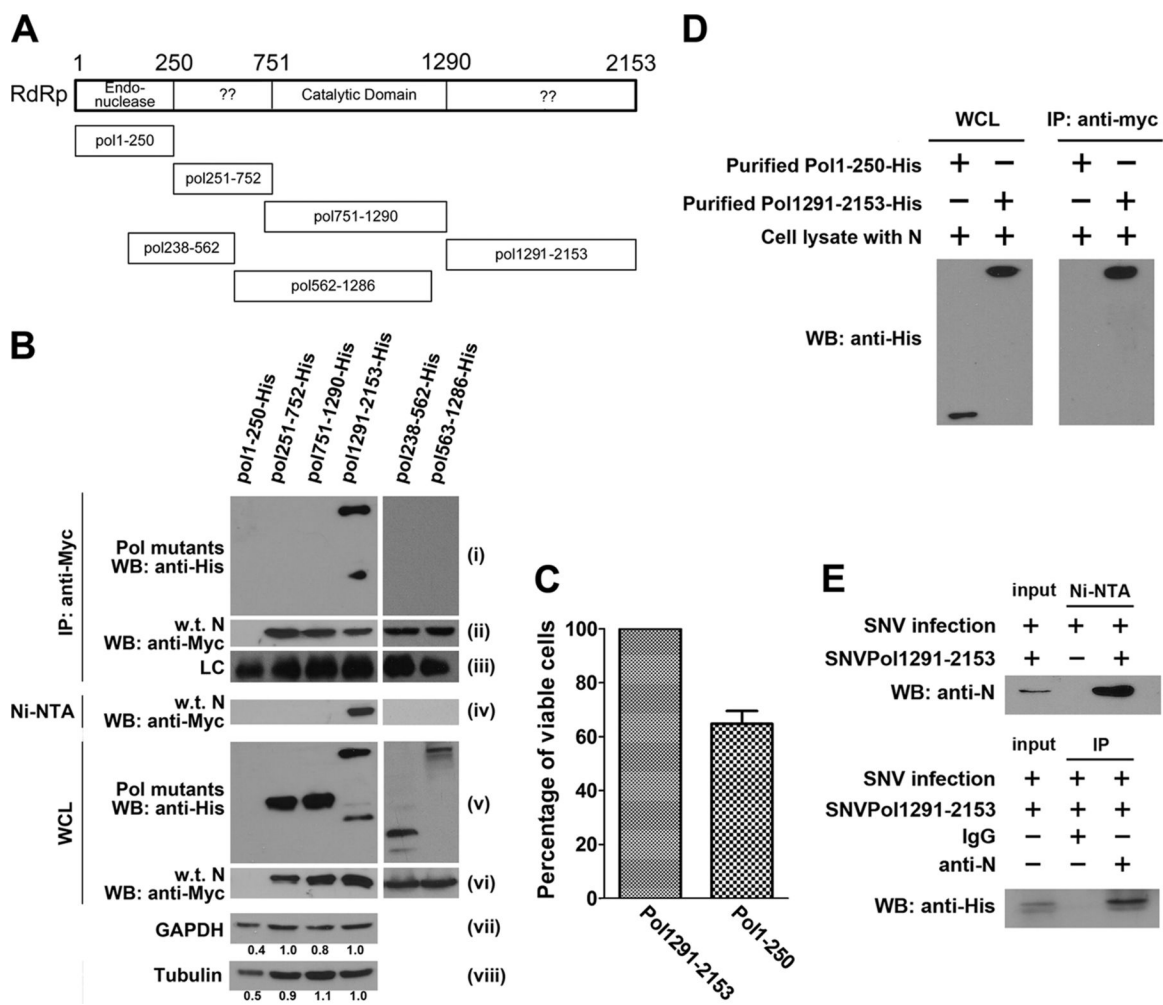 A
1 250 751 1290 2153
RdRp
Endo-
nuclease
??
Catalytic Domain
??
pol1-250
pol251-752
pol751-1290
pol238-562
pol1291-2153
pol562-1286
B
pol1-250-His
pol251-752-His
pol751-1290-His
pol1291-2153-His
pol238-562-His
pol563-1286-His
IP: anti-Myc
Pol mutants
WB: anti-His
(i)
w.t. N
WB: anti-Myc
(ii)
LC
(iii)
Ni-NTA
w.t. N
WB: anti-Myc
(iv)
WCL
Pol mutants
WB: anti-His
(v)
w.t. N
WB: anti-Myc
(vi)
GAPDH
(vii)
0.4 1.0 0.8 1.0
Tubulin
(viii)
0.5 0.9 1.1 1.0
C
Percentage of viable cells
100
80
60
40
20
0
Pol1291-2153
Pol1-250
D
WCL
IP: anti-myc
Purified Pol1-250-His + − + −
Purified Pol1291-2153-His − + − +
Cell lysate with N + + + +
WB: anti-His
E
input Ni-NTA
SNV infection + + +
SNVPol1291-2153 + − +
WB: anti-N
input IP
SNV infection + + +
SNVPol1291-2153 + + +
IgG − + −
anti-N − − +
WB: anti-His